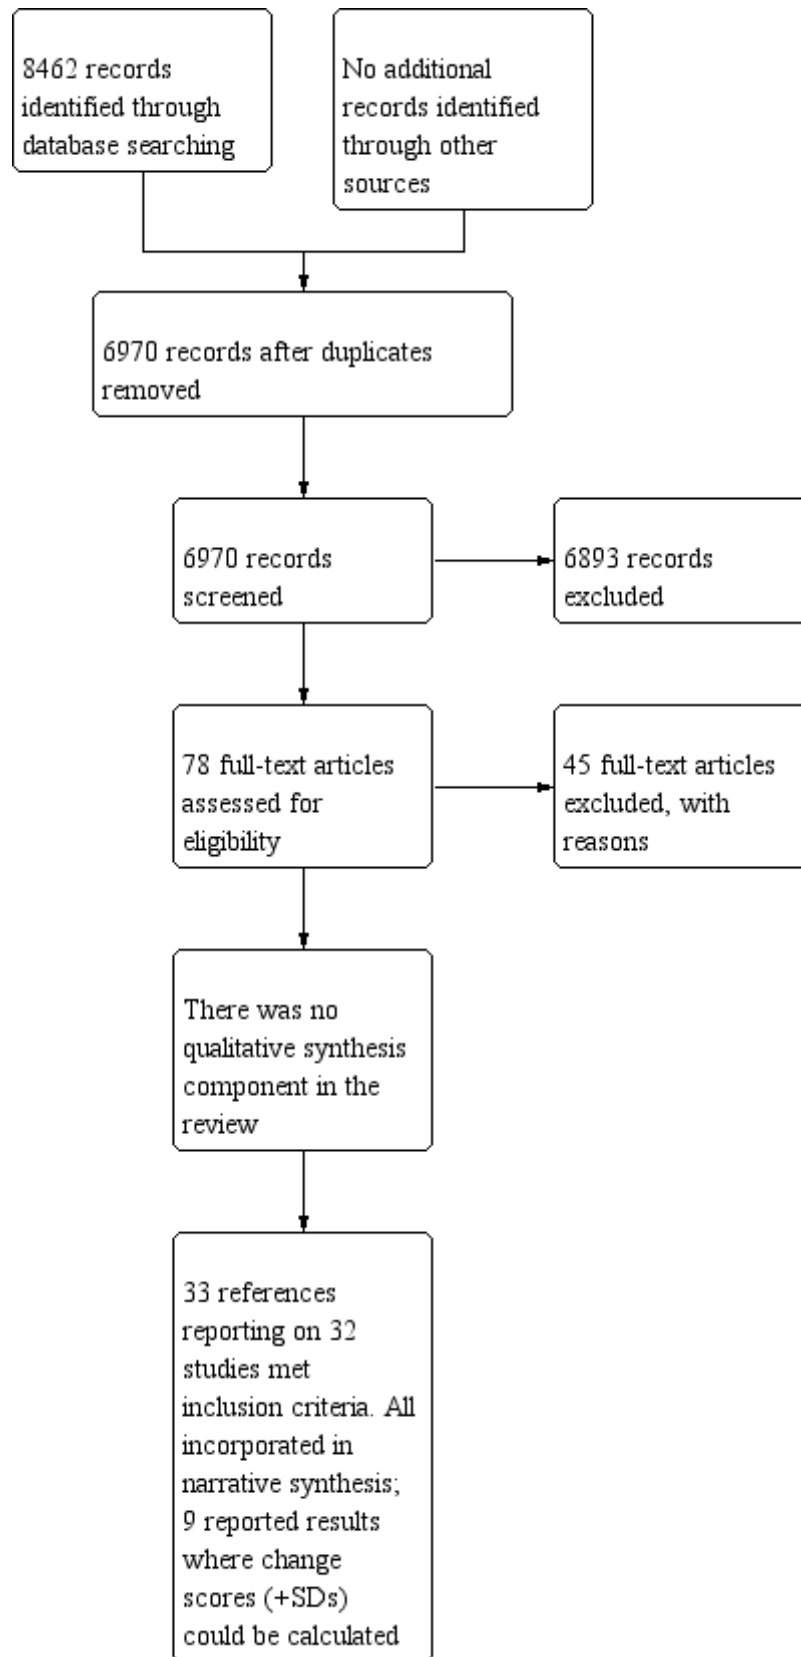 8462 records
identified through
database searching
No additional
records identified
through other
sources
6970 records after duplicates
removed
6970 records
screened
6893 records
excluded
78 full-text articles
assessed for
eligibility
45 full-text articles
excluded, with
reasons
There was no
qualitative synthesis
component in the
review
33 references
reporting on 32
studies met
inclusion criteria. All
incorporated in
narrative synthesis;
9 reported results
where change
scores (+SDs)
could be calculated